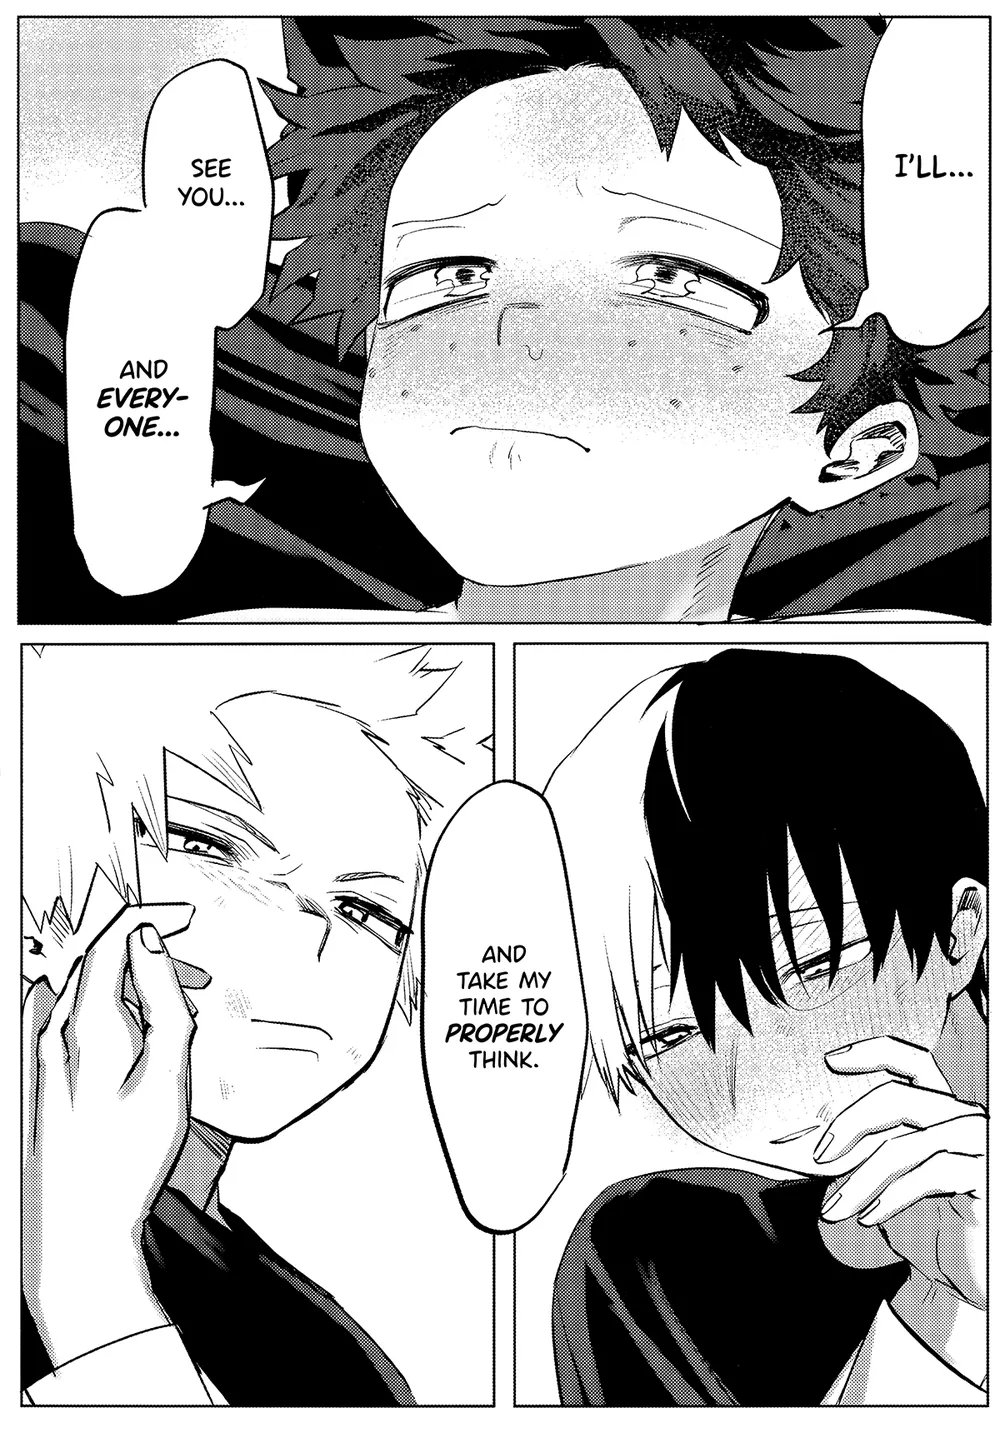 I'LL...
SEE
YOU...
AND
EVERY-
ONE...
AND
TAKE MY
TIME TO
PROPERLY
THINK.